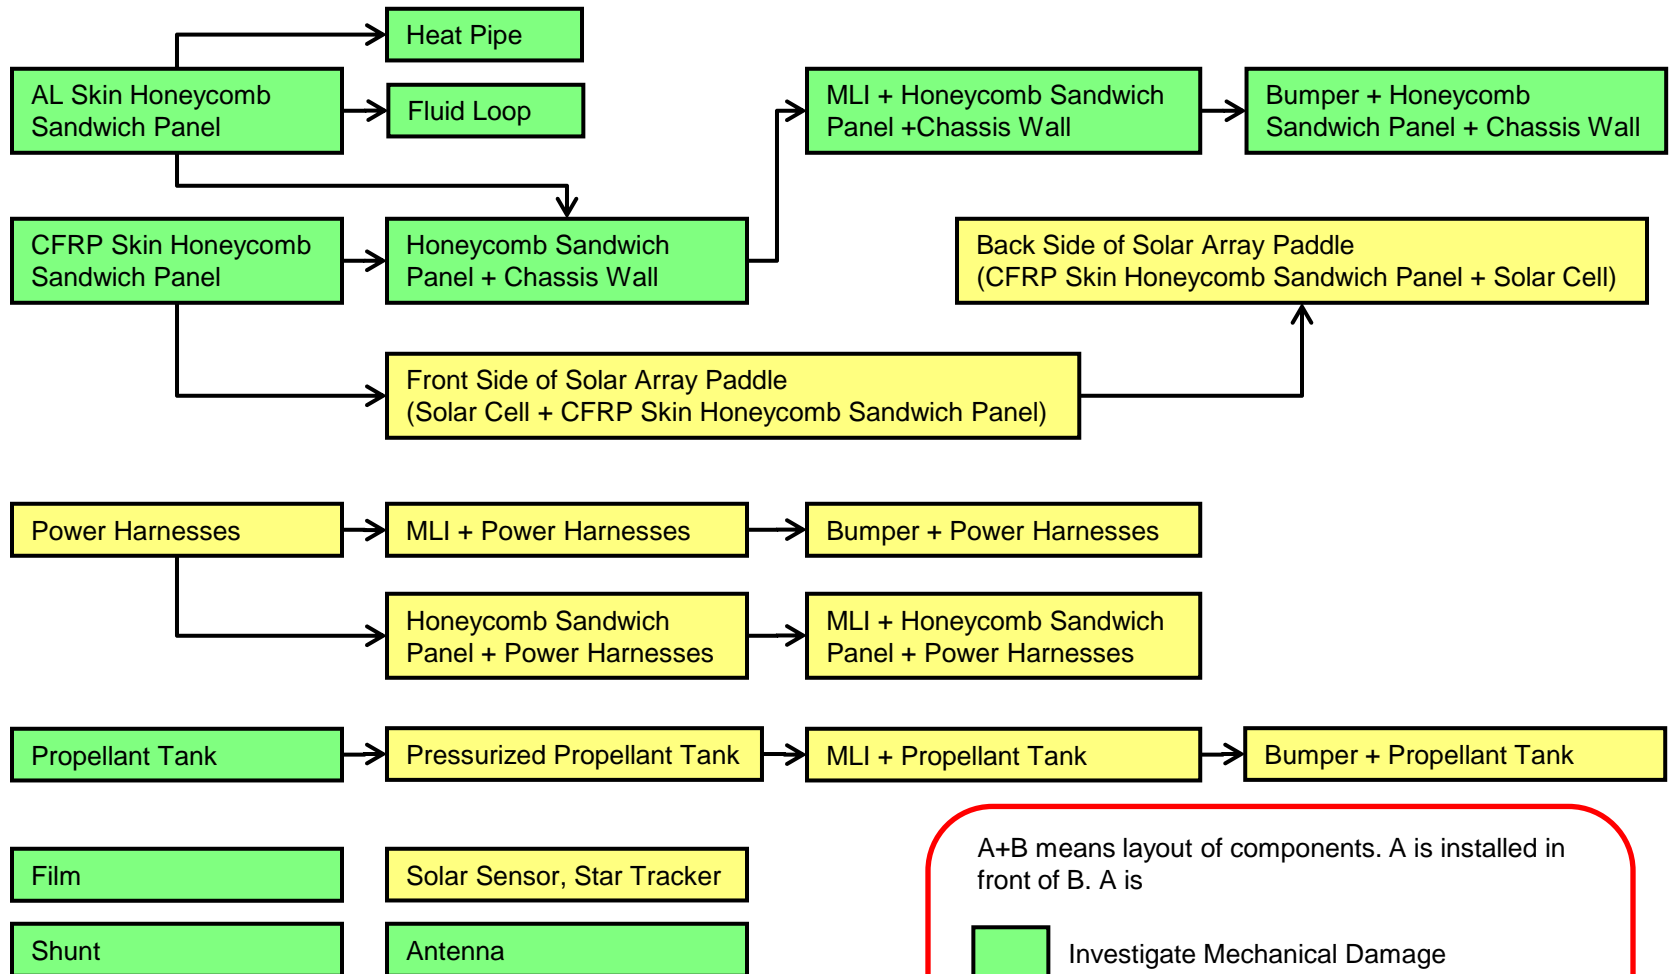 Heat Pipe
AL Skin Honeycomb
Sandwich Panel
Fluid Loop
MLI + Honeycomb Sandwich
Panel +Chassis Wall
Bumper + Honeycomb
Sandwich Panel + Chassis Wall
CFRP Skin Honeycomb
Sandwich Panel
Honeycomb Sandwich
Panel + Chassis Wall
Back Side of Solar Array Paddle
(CFRP Skin Honeycomb Sandwich Panel + Solar Cell)
Front Side of Solar Array Paddle
(Solar Cell + CFRP Skin Honeycomb Sandwich Panel)
Power Harnesses
MLI + Power Harnesses
Bumper + Power Harnesses
Honeycomb Sandwich
Panel + Power Harnesses
MLI + Honeycomb Sandwich
Panel + Power Harnesses
Propellant Tank
Pressurized Propellant Tank
MLI + Propellant Tank
Bumper + Propellant Tank
Film
Solar Sensor, Star Tracker
Shunt
Antenna
A+B means layout of components. A is installed in
front of B. A is
Investigate Mechanical Damage